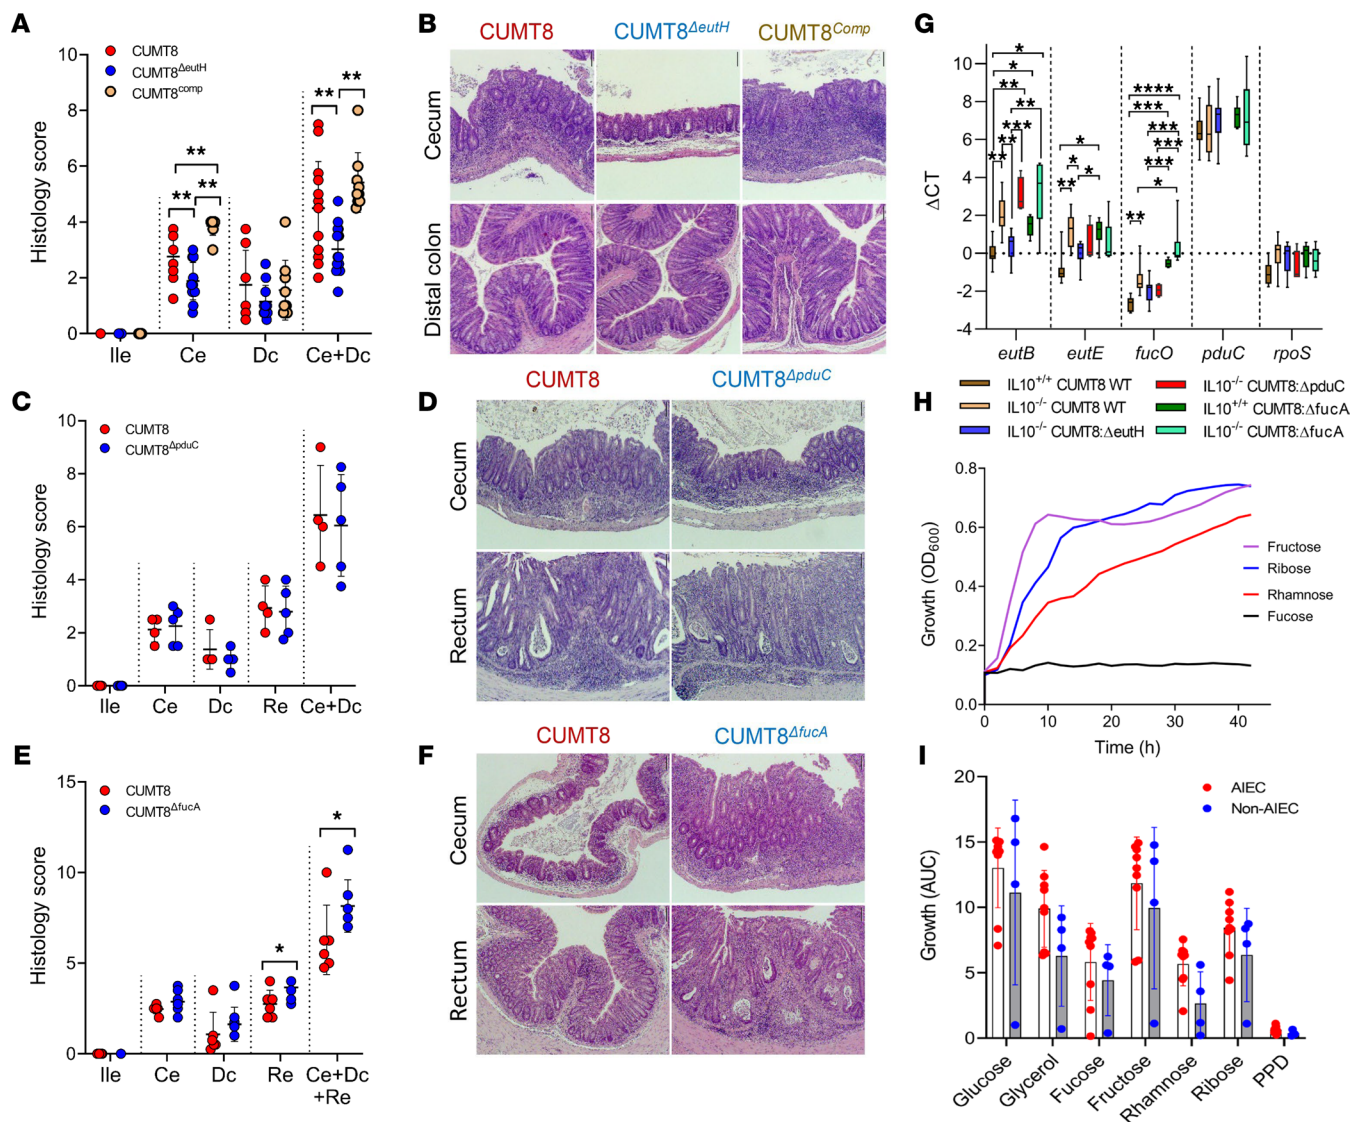 A
Histology score
10
8
6
4
2
0
CUMT8
CUMT8ΔeutH
CUMT8comp
**
**
**
**
**
Ile
Ce
Dc
Ce+Dc
B
CUMT8
CUMT8ΔeutH
CUMT8Comp
Cecum
Distal colon
C
Histology score
10
8
6
4
2
0
CUMT8
CUMT8ΔpduC
Ile
Ce
Dc
Re
Ce+Dc
D
CUMT8
CUMT8ΔpduC
Cecum
Rectum
E
Histology score
15
10
5
0
CUMT8
CUMT8ΔfucA
*
*
Ile
Ce
Dc
Re
Ce+Dc
+Re
F
CUMT8
CUMT8ΔfucA
Cecum
Rectum
G
ΔCT
10
8
6
4
2
0
-2
-4
*
*
**
**
***
**
**
*
*
*
**
****
***
***
***
***
*
**
eutB
eutE
fucO
pduC
rpoS
IL10+/+ CUMT8 WT
IL10-/- CUMT8 WT
IL10-/- CUMT8:ΔeutH
IL10-/- CUMT8:ΔpduC
IL10+/+ CUMT8:ΔfucA
IL10-/- CUMT8:ΔfucA
H
Growth (OD600)
0.8
0.6
0.4
0.2
0.0
0
10
20
30
40
Time (h)
Fructose
Ribose
Rhamnose
Fucose
I
Growth (AUC)
20
15
10
5
0
AIEC
Non-AIEC
Glucose
Glycerol
Fucose
Fructose
Rhamnose
Ribose
PPD